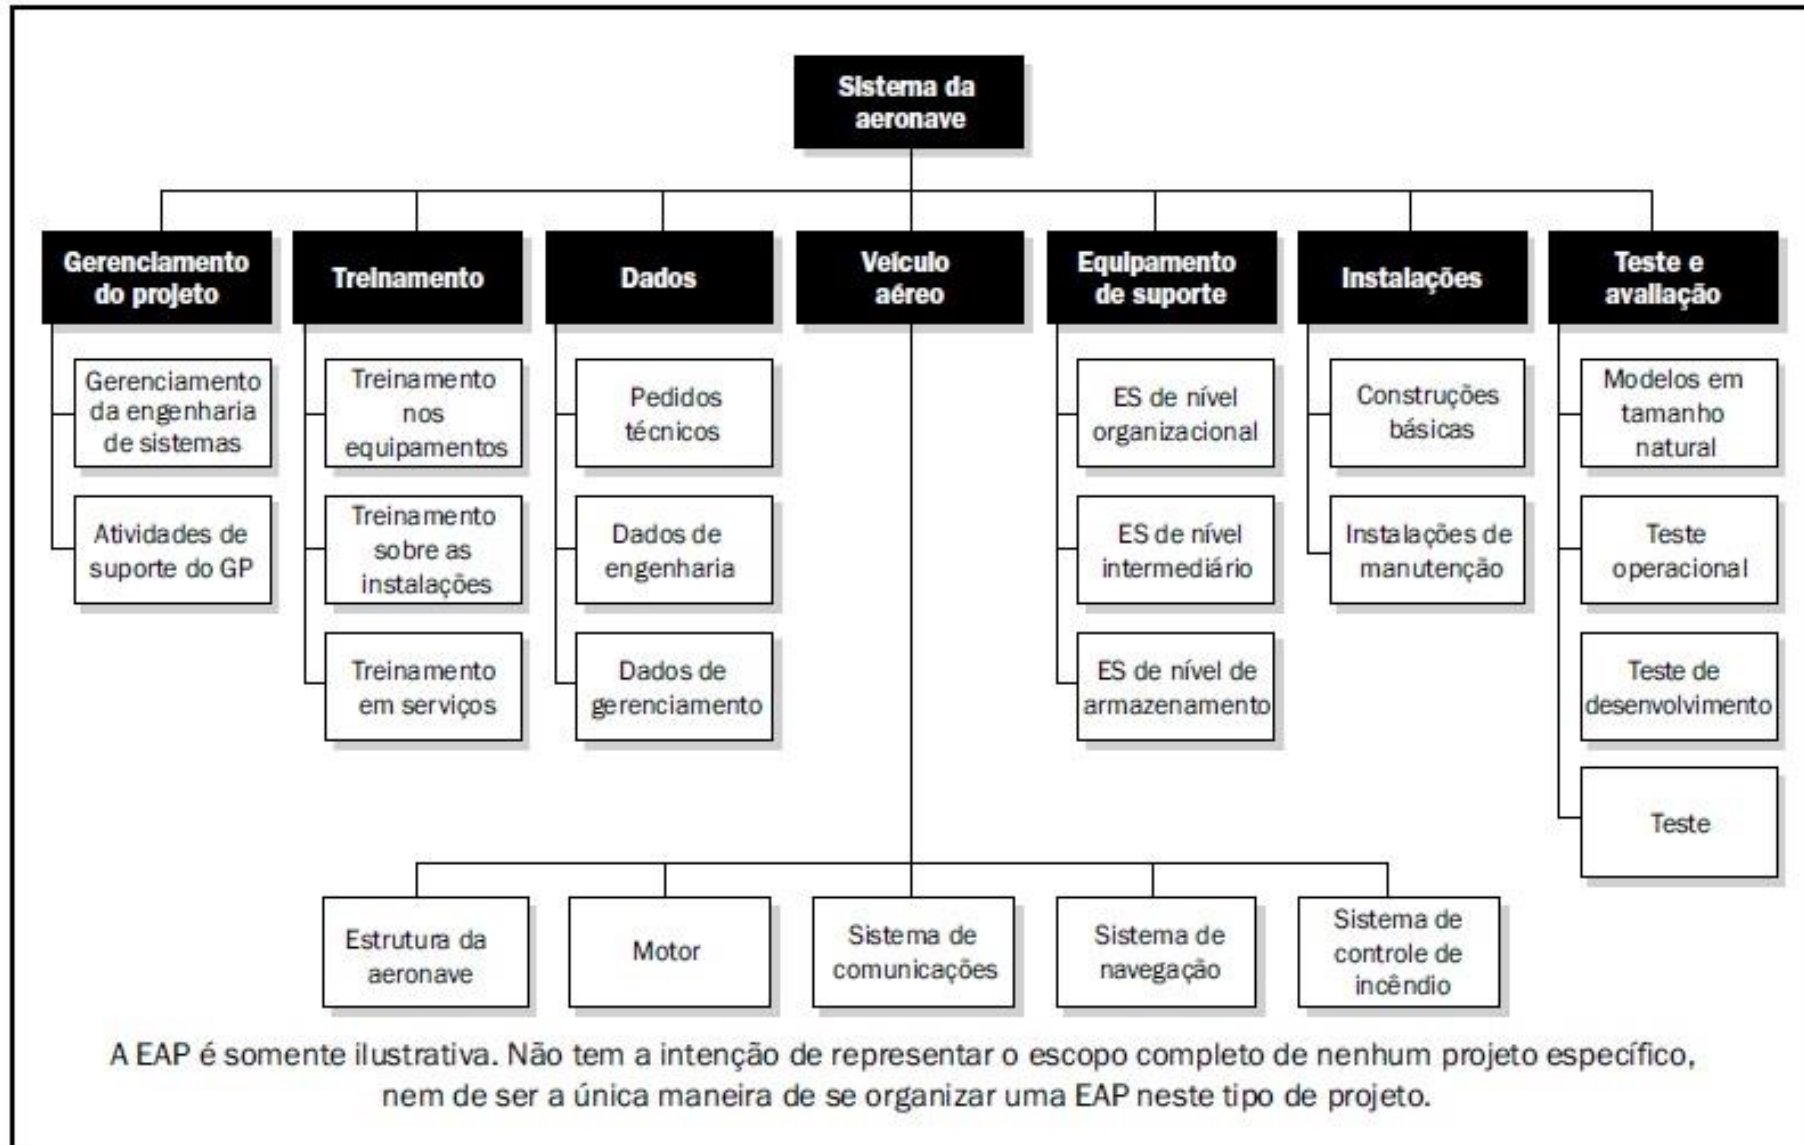 Sistema da
aeronave
Gerenciamento
do projeto
Treinamento
Dados
Veículo
aéreo
Equipamento
de suporte
Instalações
Teste e
avaliação
Gerenciamento
da engenharia
de sistemas
Atividades de
suporte do GP
Treinamento
nos
equipamentos
Treinamento
sobre as
instalações
Treinamento
em serviços
Pedidos
técnicos
Dados de
engenharia
Dados de
gerenciamento
ES de nível
organizacional
ES de nível
intermediário
ES de nível de
armazenamento
Construções
básicas
Instalações de
manutenção
Modelos em
tamanho
natural
Teste
operacional
Teste de
desenvolvimento
Teste
Estrutura da
aeronave
Motor
Sistema de
comunicações
Sistema de
navegação
Sistema de
controle de
incêndio
A EAP é somente ilustrativa. Não tem a intenção de representar o escopo completo de nenhum projeto específico,
nem de ser a única maneira de se organizar uma EAP neste tipo de projeto.